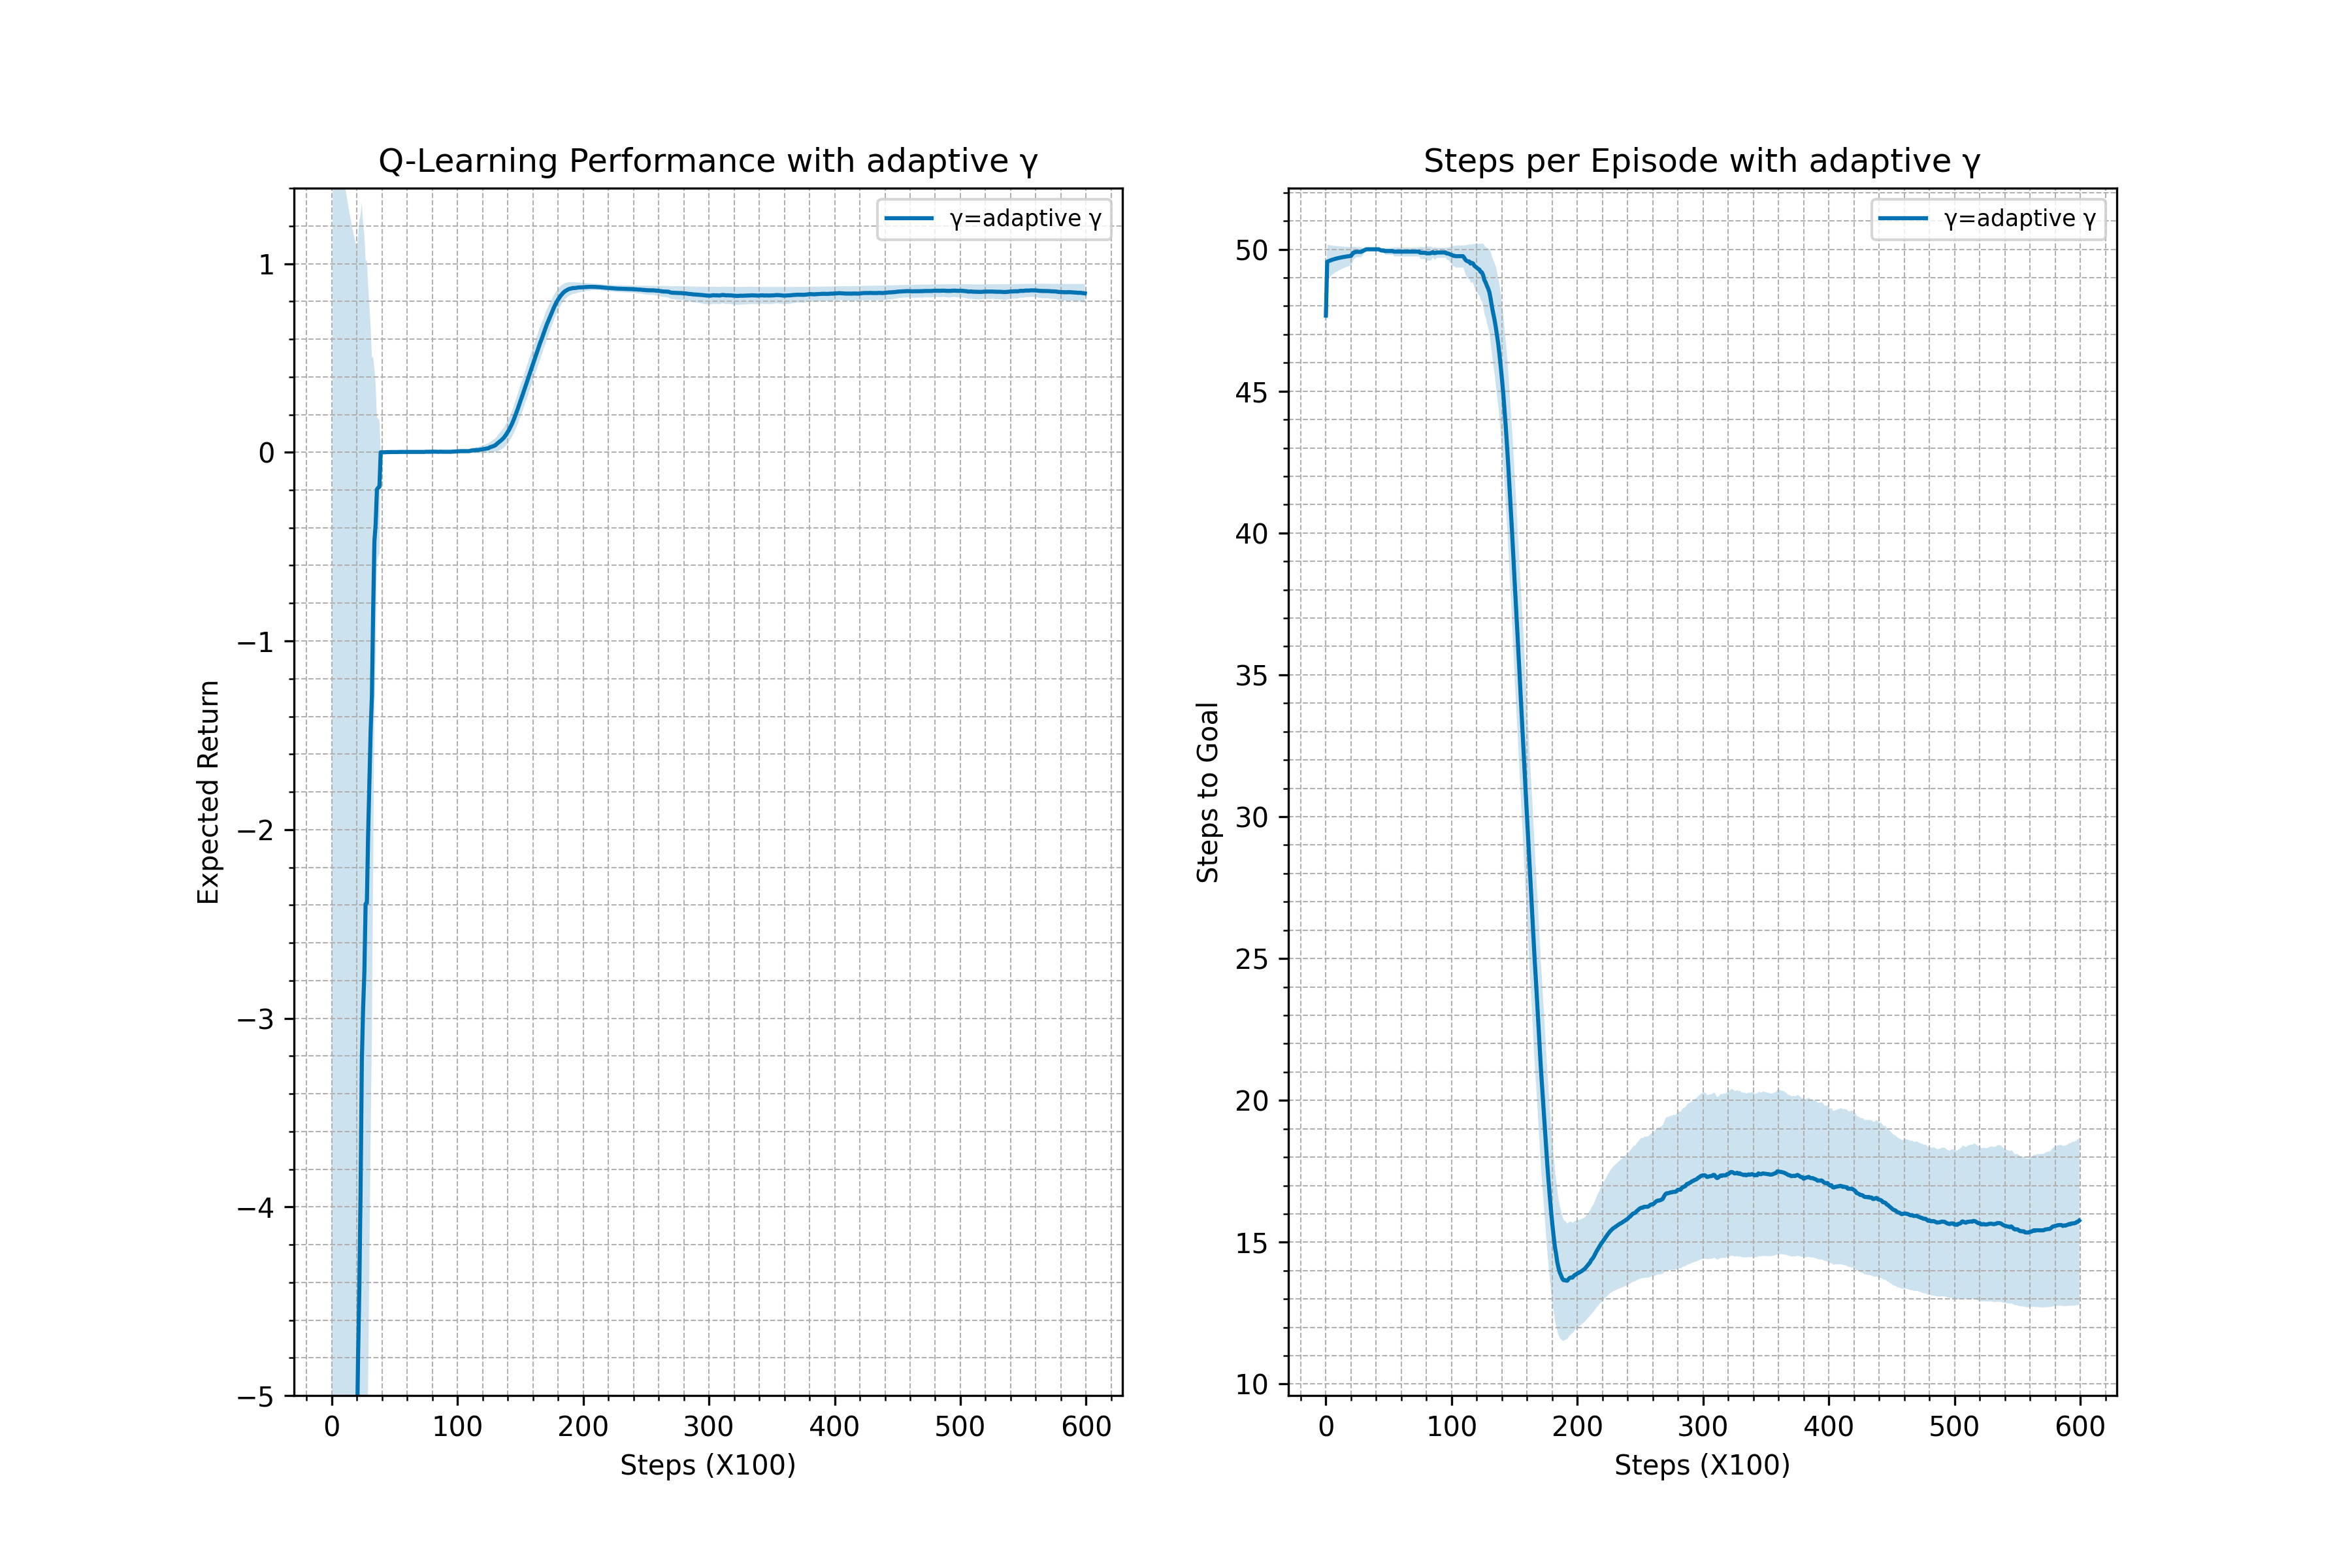 Q-Learning Performance with adaptive γ
γ=adaptive γ
1
0
−1
−2
−3
−4
−5
Expected Return
0 100 200 300 400 500 600
Steps (X100)
Steps per Episode with adaptive γ
γ=adaptive γ
50
45
40
35
30
25
20
15
10
Steps to Goal
0 100 200 300 400 500 600
Steps (X100)